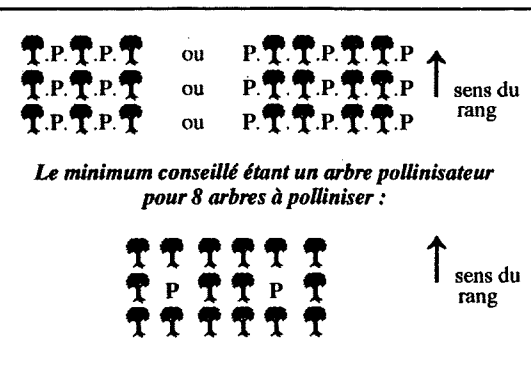 .P. .P. ou P. . .P. . .P
.P. .P. ou P. . .P. . .P sens du
.P. .P. ou P. . .P. . .P rang
Le minimum conseillé étant un arbre pollinisateur
pour 8 arbres à polliniser :
P P sens du
rang